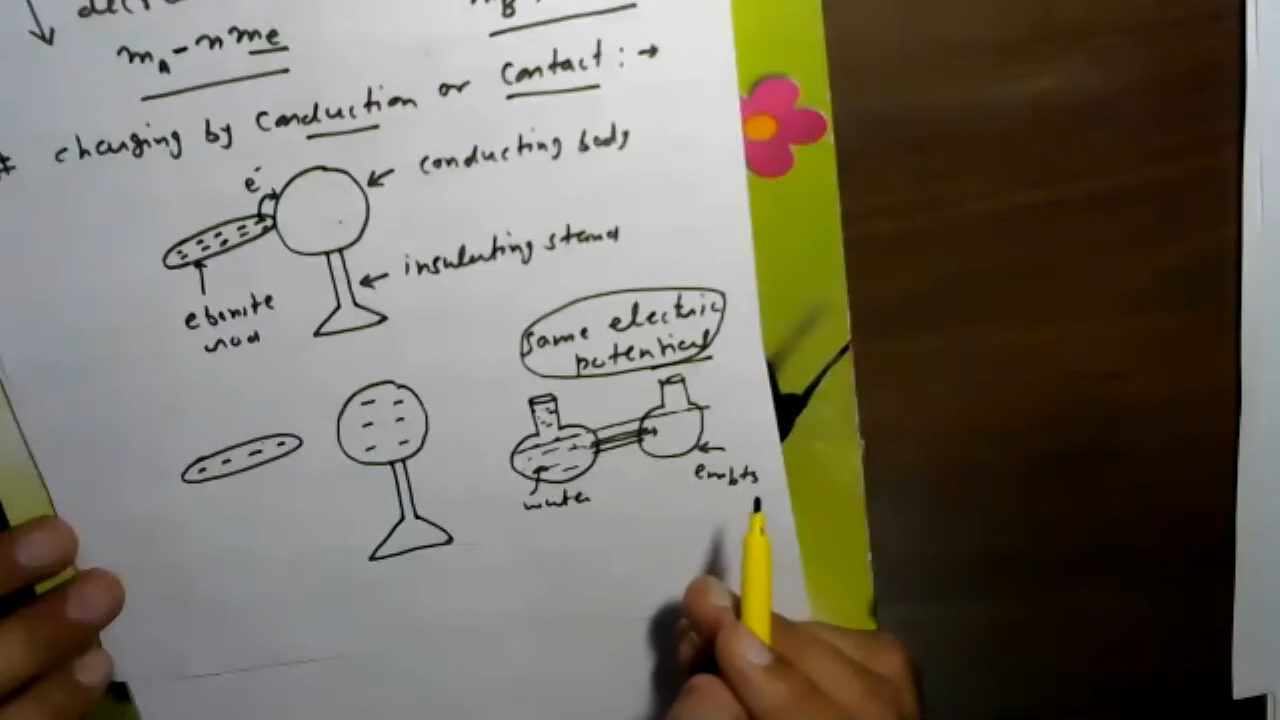 mA - nme
# charging by conduction or contact : →
e-
conducting body
insulating stand
ebonite
rod
same electric
potential
water
empty